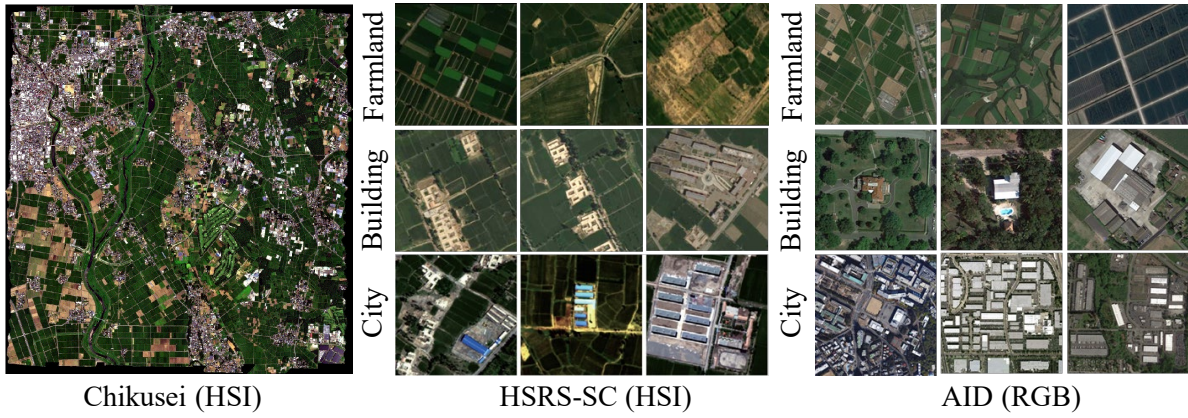 Farmland
Building
City
Farmland
Building
City
Chikusei (HSI)
HSRS-SC (HSI)
AID (RGB)